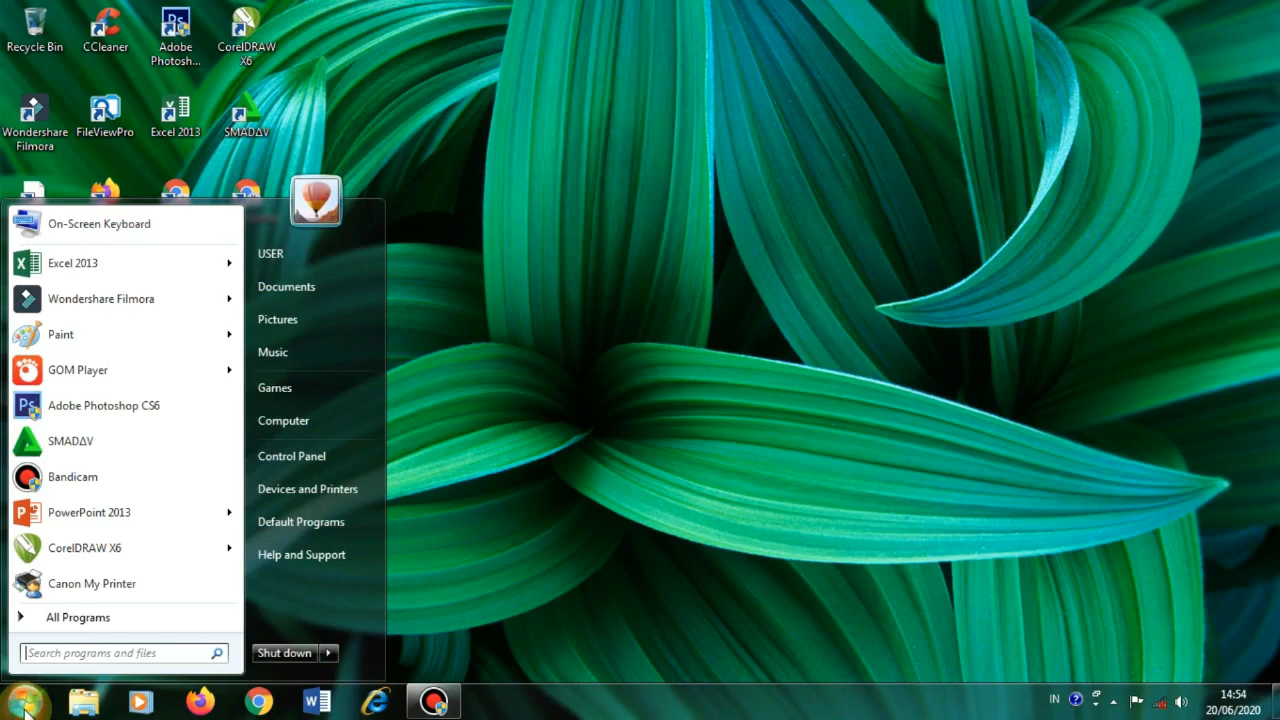 Recycle Bin
CCleaner
Adobe
Photosh...
CorelDRAW
X6
Wondershare
Filmora
FileViewPro
Excel 2013
SMAD∆V
On-Screen Keyboard
Excel 2013
Wondershare Filmora
Paint
GOM Player
Adobe Photoshop CS6
SMAD∆V
Bandicam
PowerPoint 2013
CorelDRAW X6
Canon My Printer
All Programs
Search programs and files
USER
Documents
Pictures
Music
Games
Computer
Control Panel
Devices and Printers
Default Programs
Help and Support
Shut down
IN
14:54
20/06/2020